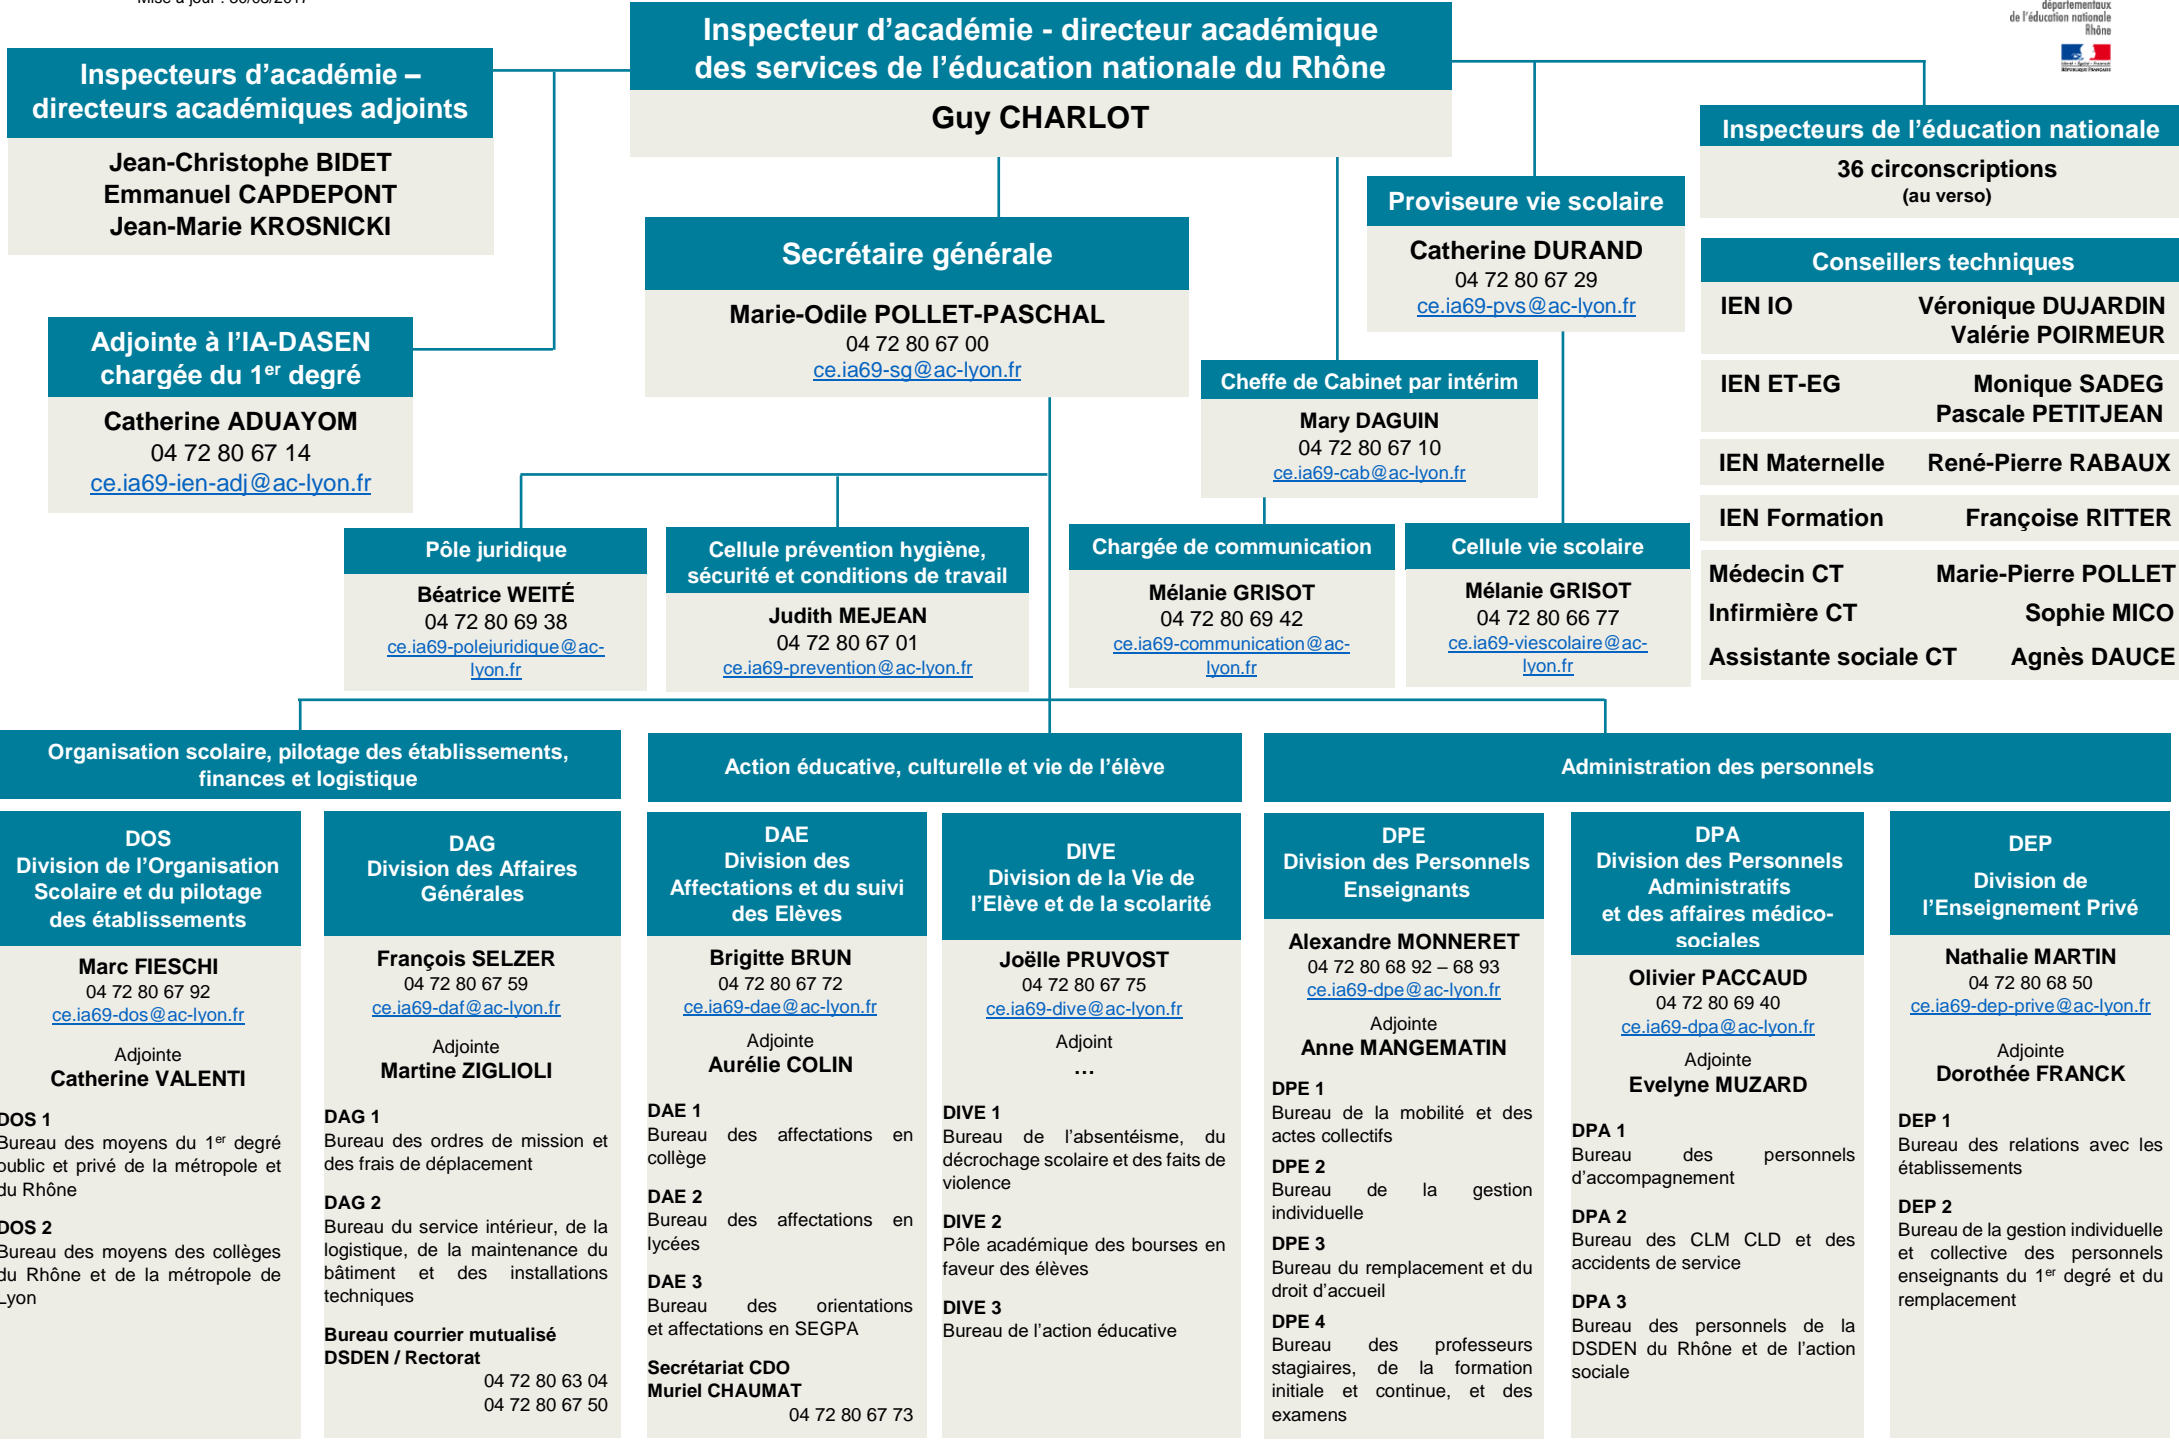 Mise à jour : 30/08/2017
départementaux
de l'éducation nationale
Rhône
Inspecteur d'académie - directeur académique
des services de l'éducation nationale du Rhône
Guy CHARLOT
Inspecteurs d'académie –
directeurs académiques adjoints
Jean-Christophe BIDET
Emmanuel CAPDEPONT
Jean-Marie KROSNICKI
Inspecteurs de l'éducation nationale
36 circonscriptions
(au verso)
Proviseure vie scolaire
Catherine DURAND
04 72 80 67 29
ce.ia69-pvs@ac-lyon.fr
Secrétaire générale
Marie-Odile POLLET-PASCHAL
04 72 80 67 00
ce.ia69-sg@ac-lyon.fr
Adjointe à l'IA-DASEN
chargée du 1er degré
Catherine ADUAYOM
04 72 80 67 14
ce.ia69-ien-adj@ac-lyon.fr
Cheffe de Cabinet par intérim
Mary DAGUIN
04 72 80 67 10
ce.ia69-cab@ac-lyon.fr
Conseillers techniques
IEN IO Véronique DUJARDIN
Valérie POIRMEUR
IEN ET-EG Monique SADEG
Pascale PETITJEAN
IEN Maternelle René-Pierre RABAUX
IEN Formation Françoise RITTER
Médecin CT Marie-Pierre POLLET
Infirmière CT Sophie MICO
Assistante sociale CT Agnès DAUCE
Pôle juridique
Béatrice WEITÉ
04 72 80 69 38
ce.ia69-polejuridique@ac-
lyon.fr
Cellule prévention hygiène,
sécurité et conditions de travail
Judith MEJEAN
04 72 80 67 01
ce.ia69-prevention@ac-lyon.fr
Chargée de communication
Mélanie GRISOT
04 72 80 69 42
ce.ia69-communication@ac-
lyon.fr
Cellule vie scolaire
Mélanie GRISOT
04 72 80 66 77
ce.ia69-viescolaire@ac-
lyon.fr
Organisation scolaire, pilotage des établissements,
finances et logistique
Action éducative, culturelle et vie de l'élève
Administration des personnels
DOS
Division de l'Organisation
Scolaire et du pilotage
des établissements
Marc FIESCHI
04 72 80 67 92
ce.ia69-dos@ac-lyon.fr
Adjointe
Catherine VALENTI
DOS 1
Bureau des moyens du 1er degré
public et privé de la métropole et
du Rhône
DOS 2
Bureau des moyens des collèges
du Rhône et de la métropole de
Lyon
DAG
Division des Affaires
Générales
François SELZER
04 72 80 67 59
ce.ia69-daf@ac-lyon.fr
Adjointe
Martine ZIGLIOLI
DAG 1
Bureau des ordres de mission et
des frais de déplacement
DAG 2
Bureau du service intérieur, de la
logistique, de la maintenance du
bâtiment et des installations
techniques
Bureau courrier mutualisé
DSDEN / Rectorat
04 72 80 63 04
04 72 80 67 50
DAE
Division des
Affectations et du suivi
des Elèves
Brigitte BRUN
04 72 80 67 72
ce.ia69-dae@ac-lyon.fr
Adjointe
Aurélie COLIN
DAE 1
Bureau des affectations en
collège
DAE 2
Bureau des affectations en
lycées
DAE 3
Bureau des orientations
et affectations en SEGPA
Secrétariat CDO
Muriel CHAUMAT
04 72 80 67 73
DIVE
Division de la Vie de
l'Elève et de la scolarité
Joëlle PRUVOST
04 72 80 67 75
ce.ia69-dive@ac-lyon.fr
Adjoint
…
DIVE 1
Bureau de l'absentéisme, du
décrochage scolaire et des faits de
violence
DIVE 2
Pôle académique des bourses en
faveur des élèves
DIVE 3
Bureau de l'action éducative
DPE
Division des Personnels
Enseignants
Alexandre MONNERET
04 72 80 68 92 – 68 93
ce.ia69-dpe@ac-lyon.fr
Adjointe
Anne MANGEMATIN
DPE 1
Bureau de la mobilité et des
actes collectifs
DPE 2
Bureau de la gestion
individuelle
DPE 3
Bureau du remplacement et du
droit d'accueil
DPE 4
Bureau des professeurs
stagiaires, de la formation
initiale et continue, et des
examens
DPA
Division des Personnels
Administratifs
et des affaires médico-
sociales
Olivier PACCAUD
04 72 80 69 40
ce.ia69-dpa@ac-lyon.fr
Adjointe
Evelyne MUZARD
DPA 1
Bureau des personnels
d'accompagnement
DPA 2
Bureau des CLM CLD et des
accidents de service
DPA 3
Bureau des personnels de la
DSDEN du Rhône et de l'action
sociale
DEP
Division de
l'Enseignement Privé
Nathalie MARTIN
04 72 80 68 50
ce.ia69-dep-prive@ac-lyon.fr
Adjointe
Dorothée FRANCK
DEP 1
Bureau des relations avec les
établissements
DEP 2
Bureau de la gestion individuelle
et collective des personnels
enseignants du 1er degré et du
remplacement